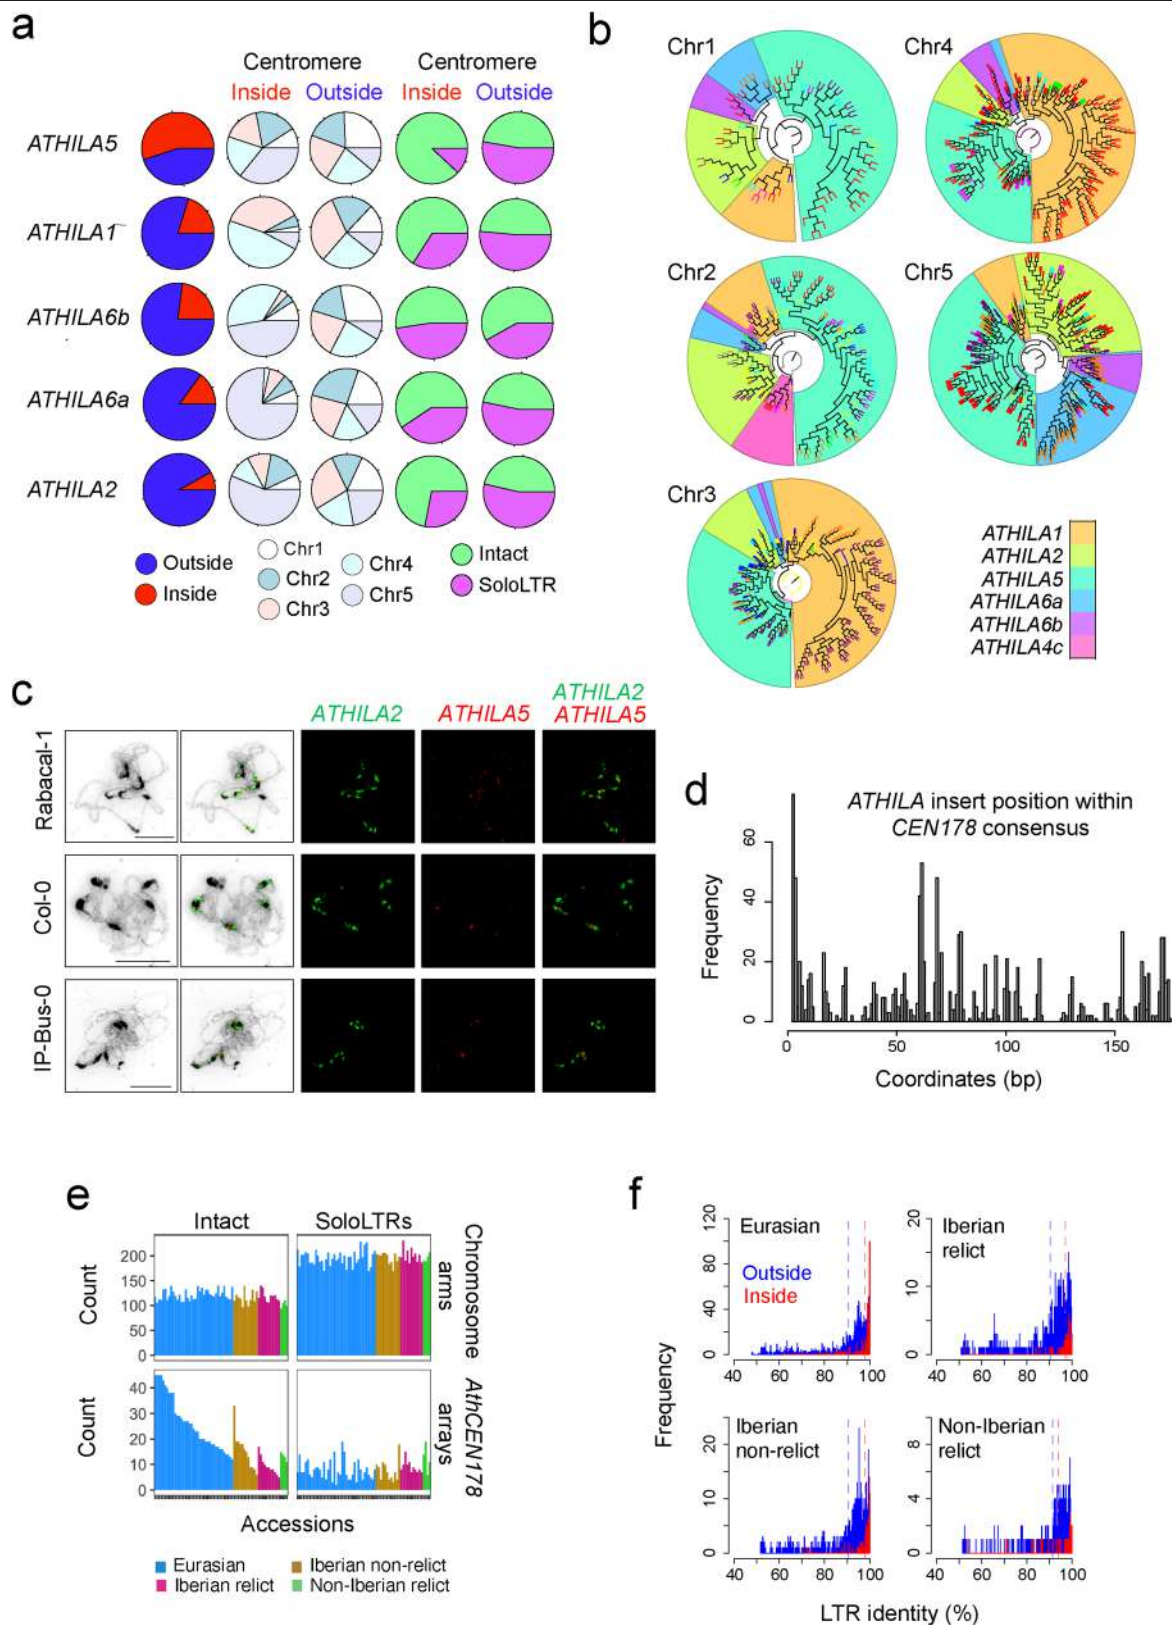 a
Centromere Centromere
Inside Outside Inside Outside
ATHILA5
ATHILA1
ATHILA6b
ATHILA6a
ATHILA2
Outside
Inside
Chr1
Chr2
Chr3
Chr4
Chr5
Intact
SoloLTR
b
Chr1
Chr4
Chr2
Chr5
Chr3
ATHILA1
ATHILA2
ATHILA5
ATHILA6a
ATHILA6b
ATHILA4c
c
ATHILA2
ATHILA5
ATHILA2
ATHILA5
Rabacal-1
Col-0
IP-Bus-0
d
ATHILA insert position within
CEN178 consensus
Frequency
60
40
20
0
0 50 100 150
Coordinates (bp)
e
Intact SoloLTRs
Count
200
150
100
50
0
Chromosome
arms
Count
40
30
20
10
0
AthCEN178
arrays
Accessions
Eurasian
Iberian relict
Iberian non-relict
Non-Iberian relict
f
Frequency
120
80
40
0
Eurasian
Outside
Inside
40 60 80 100
20
10
0
Iberian
relict
40 60 80 100
20
10
0
Iberian
non-relict
40 60 80 100
8
4
0
Non-Iberian
relict
40 60 80 100
LTR identity (%)